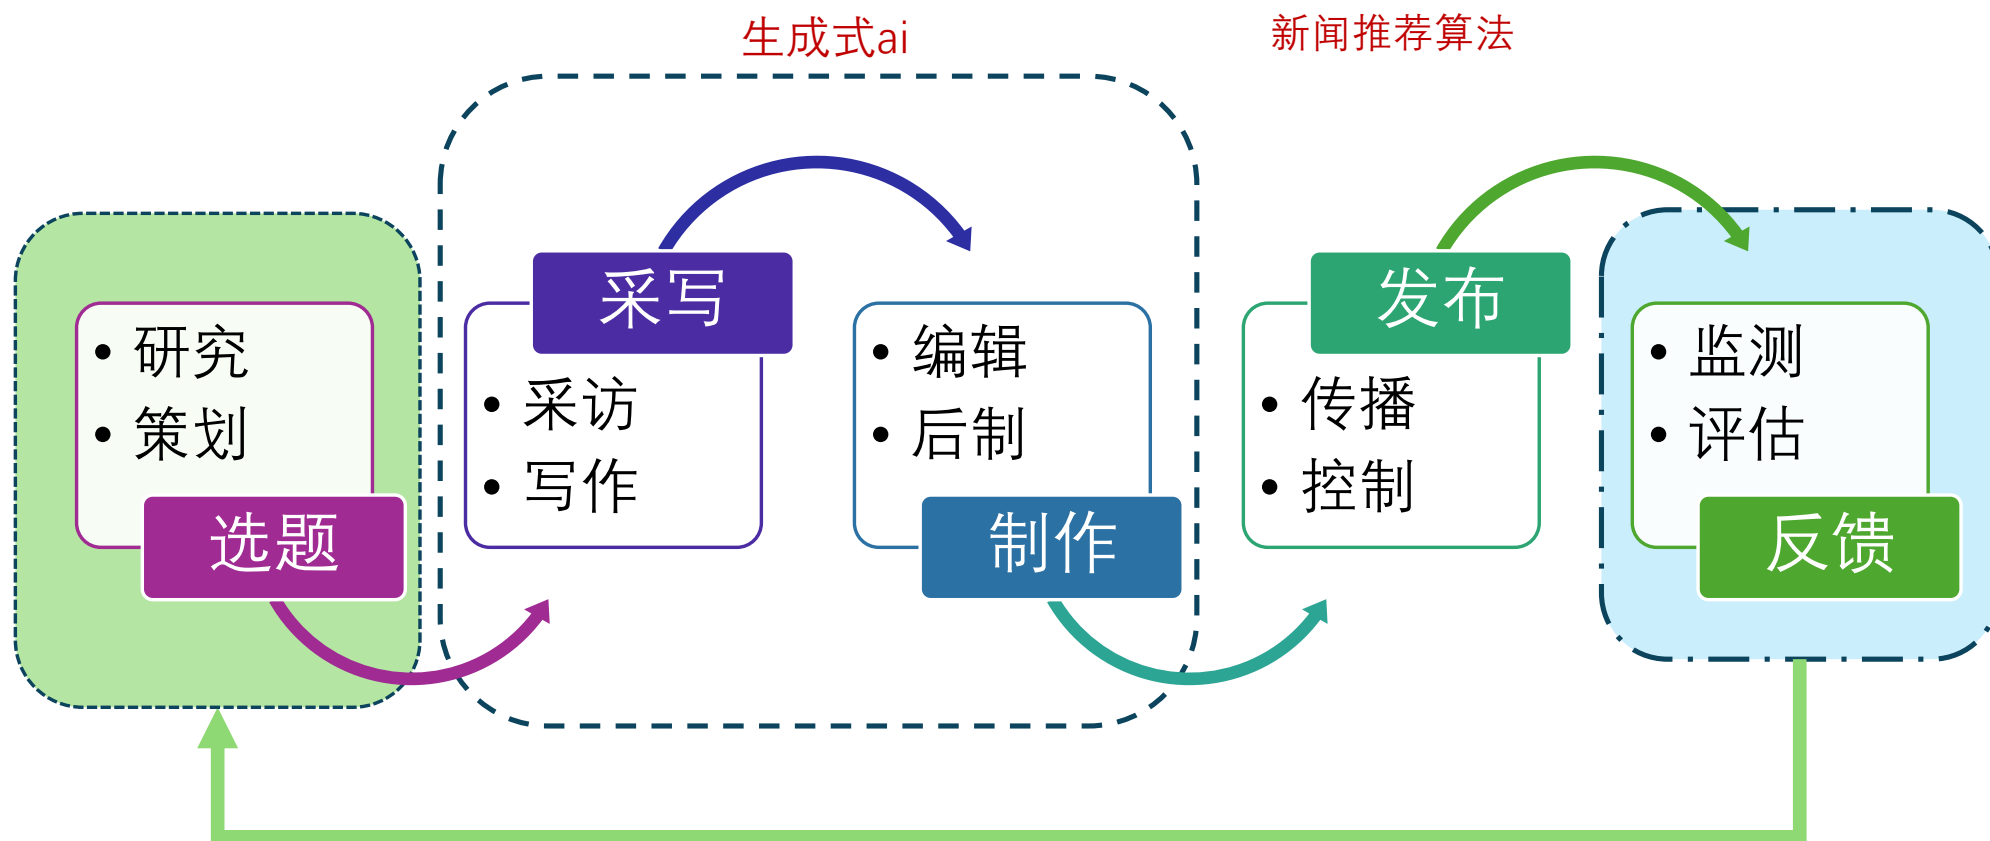 生成式ai
新闻推荐算法
研究
策划
选题
采写
采访
写作
编辑
后制
制作
发布
传播
控制
监测
评估
反馈